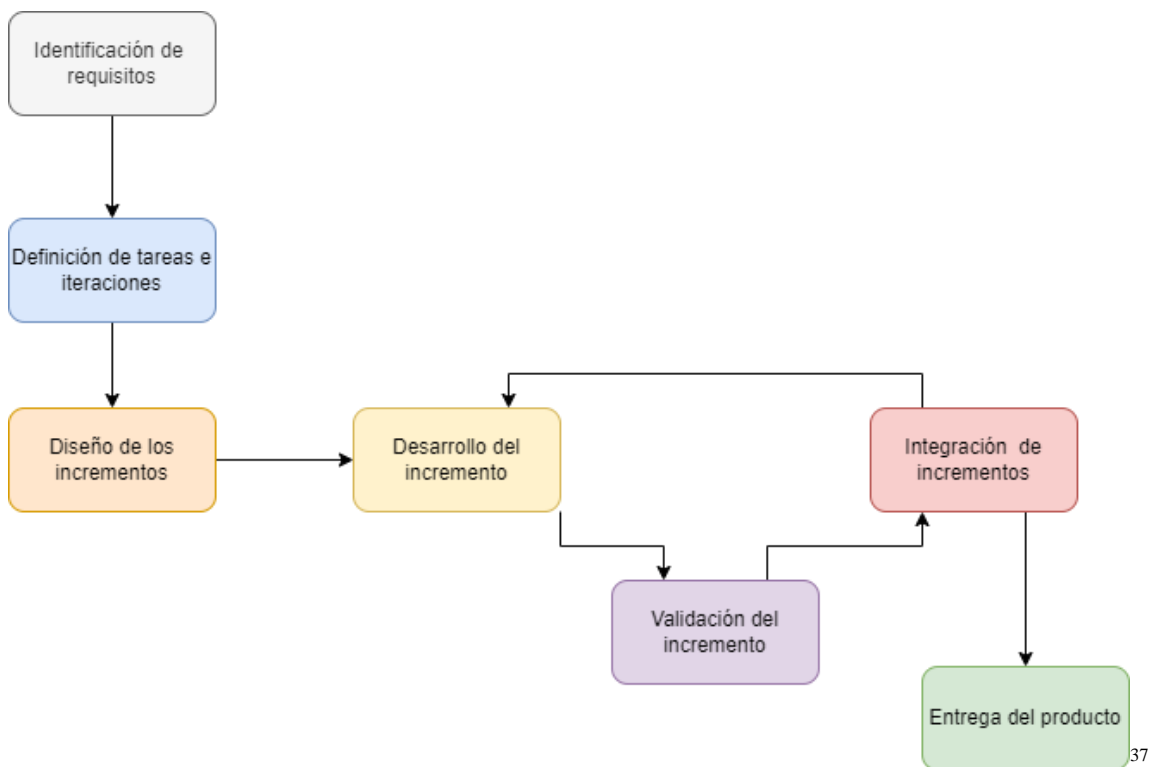 Identificación de
requisitos
Definición de tareas e
iteraciones
Diseño de los
incrementos
Desarrollo del
incremento
Integración de
incrementos
Validación del
incremento
Entrega del producto
37